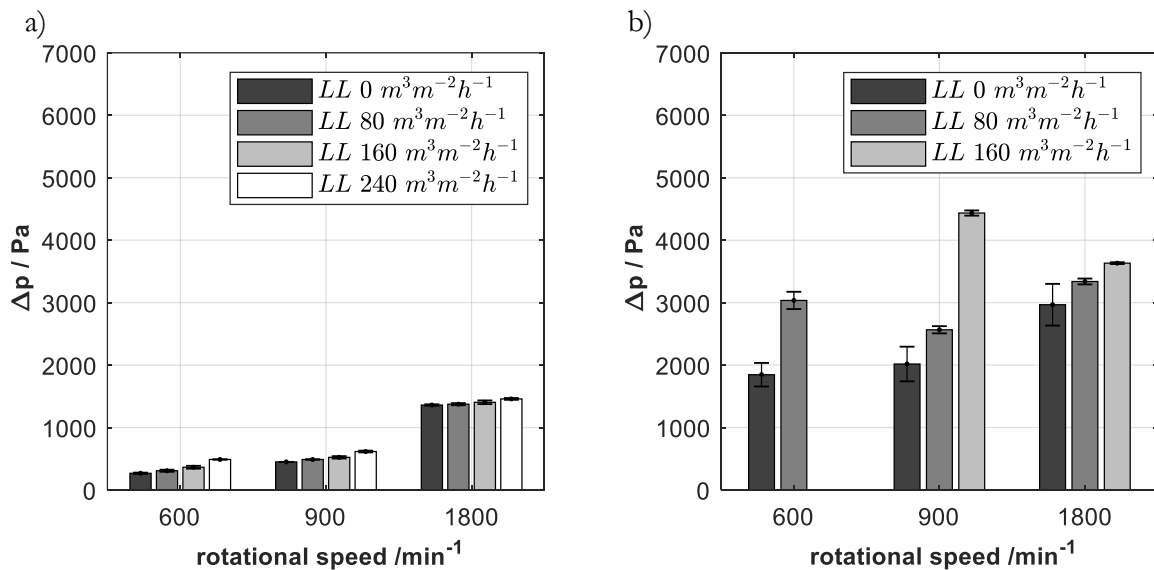 a)
7000
6000
5000
4000
3000
2000
1000
0
Δp / Pa
LL 0 m³m⁻²h⁻¹
LL 80 m³m⁻²h⁻¹
LL 160 m³m⁻²h⁻¹
LL 240 m³m⁻²h⁻¹
600 900 1800
rotational speed /min⁻¹
b)
7000
6000
5000
4000
3000
2000
1000
0
Δp / Pa
LL 0 m³m⁻²h⁻¹
LL 80 m³m⁻²h⁻¹
LL 160 m³m⁻²h⁻¹
600 900 1800
rotational speed /min⁻¹